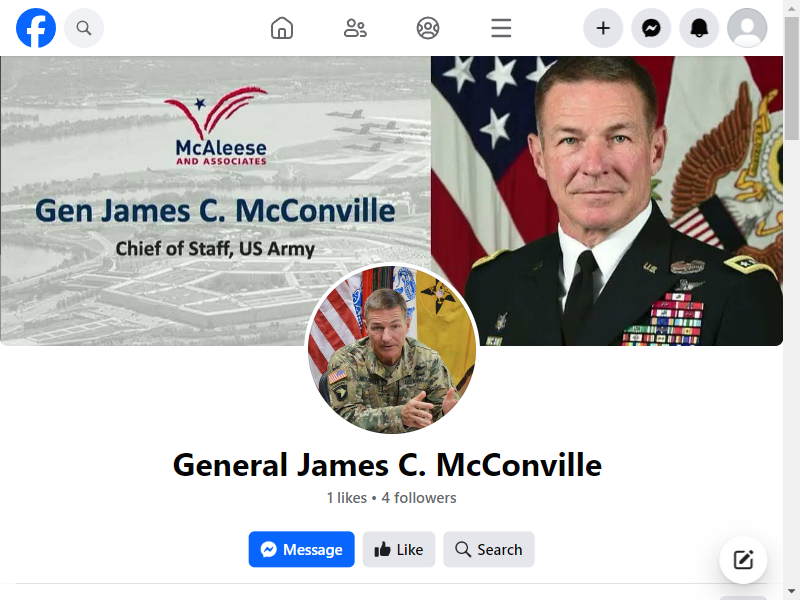 McAleese
AND ASSOCIATES
Gen James C. McConville
Chief of Staff, US Army
General James C. McConville
1 likes • 4 followers
Message
Like
Search